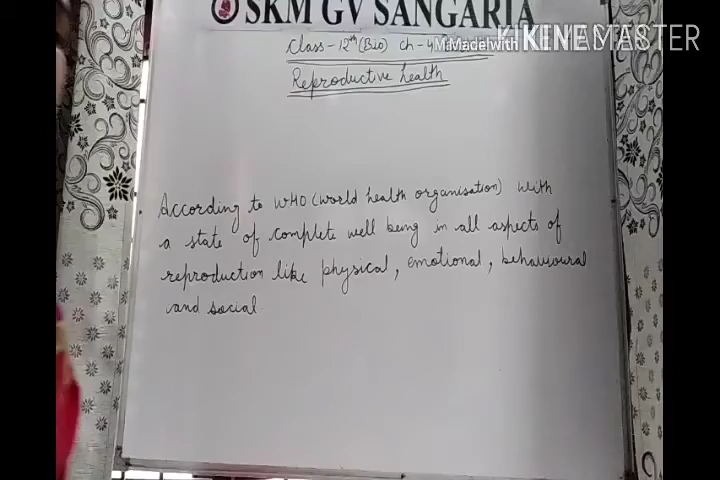 SKM GV SANGARIA
Made with KINEMASTER
Class-12th (Bio) ch-4
Reproductive health
According to WHO (world health organisation) with
a state of complete well being in all aspects of
reproduction like physical, emotional, behavioural
and social